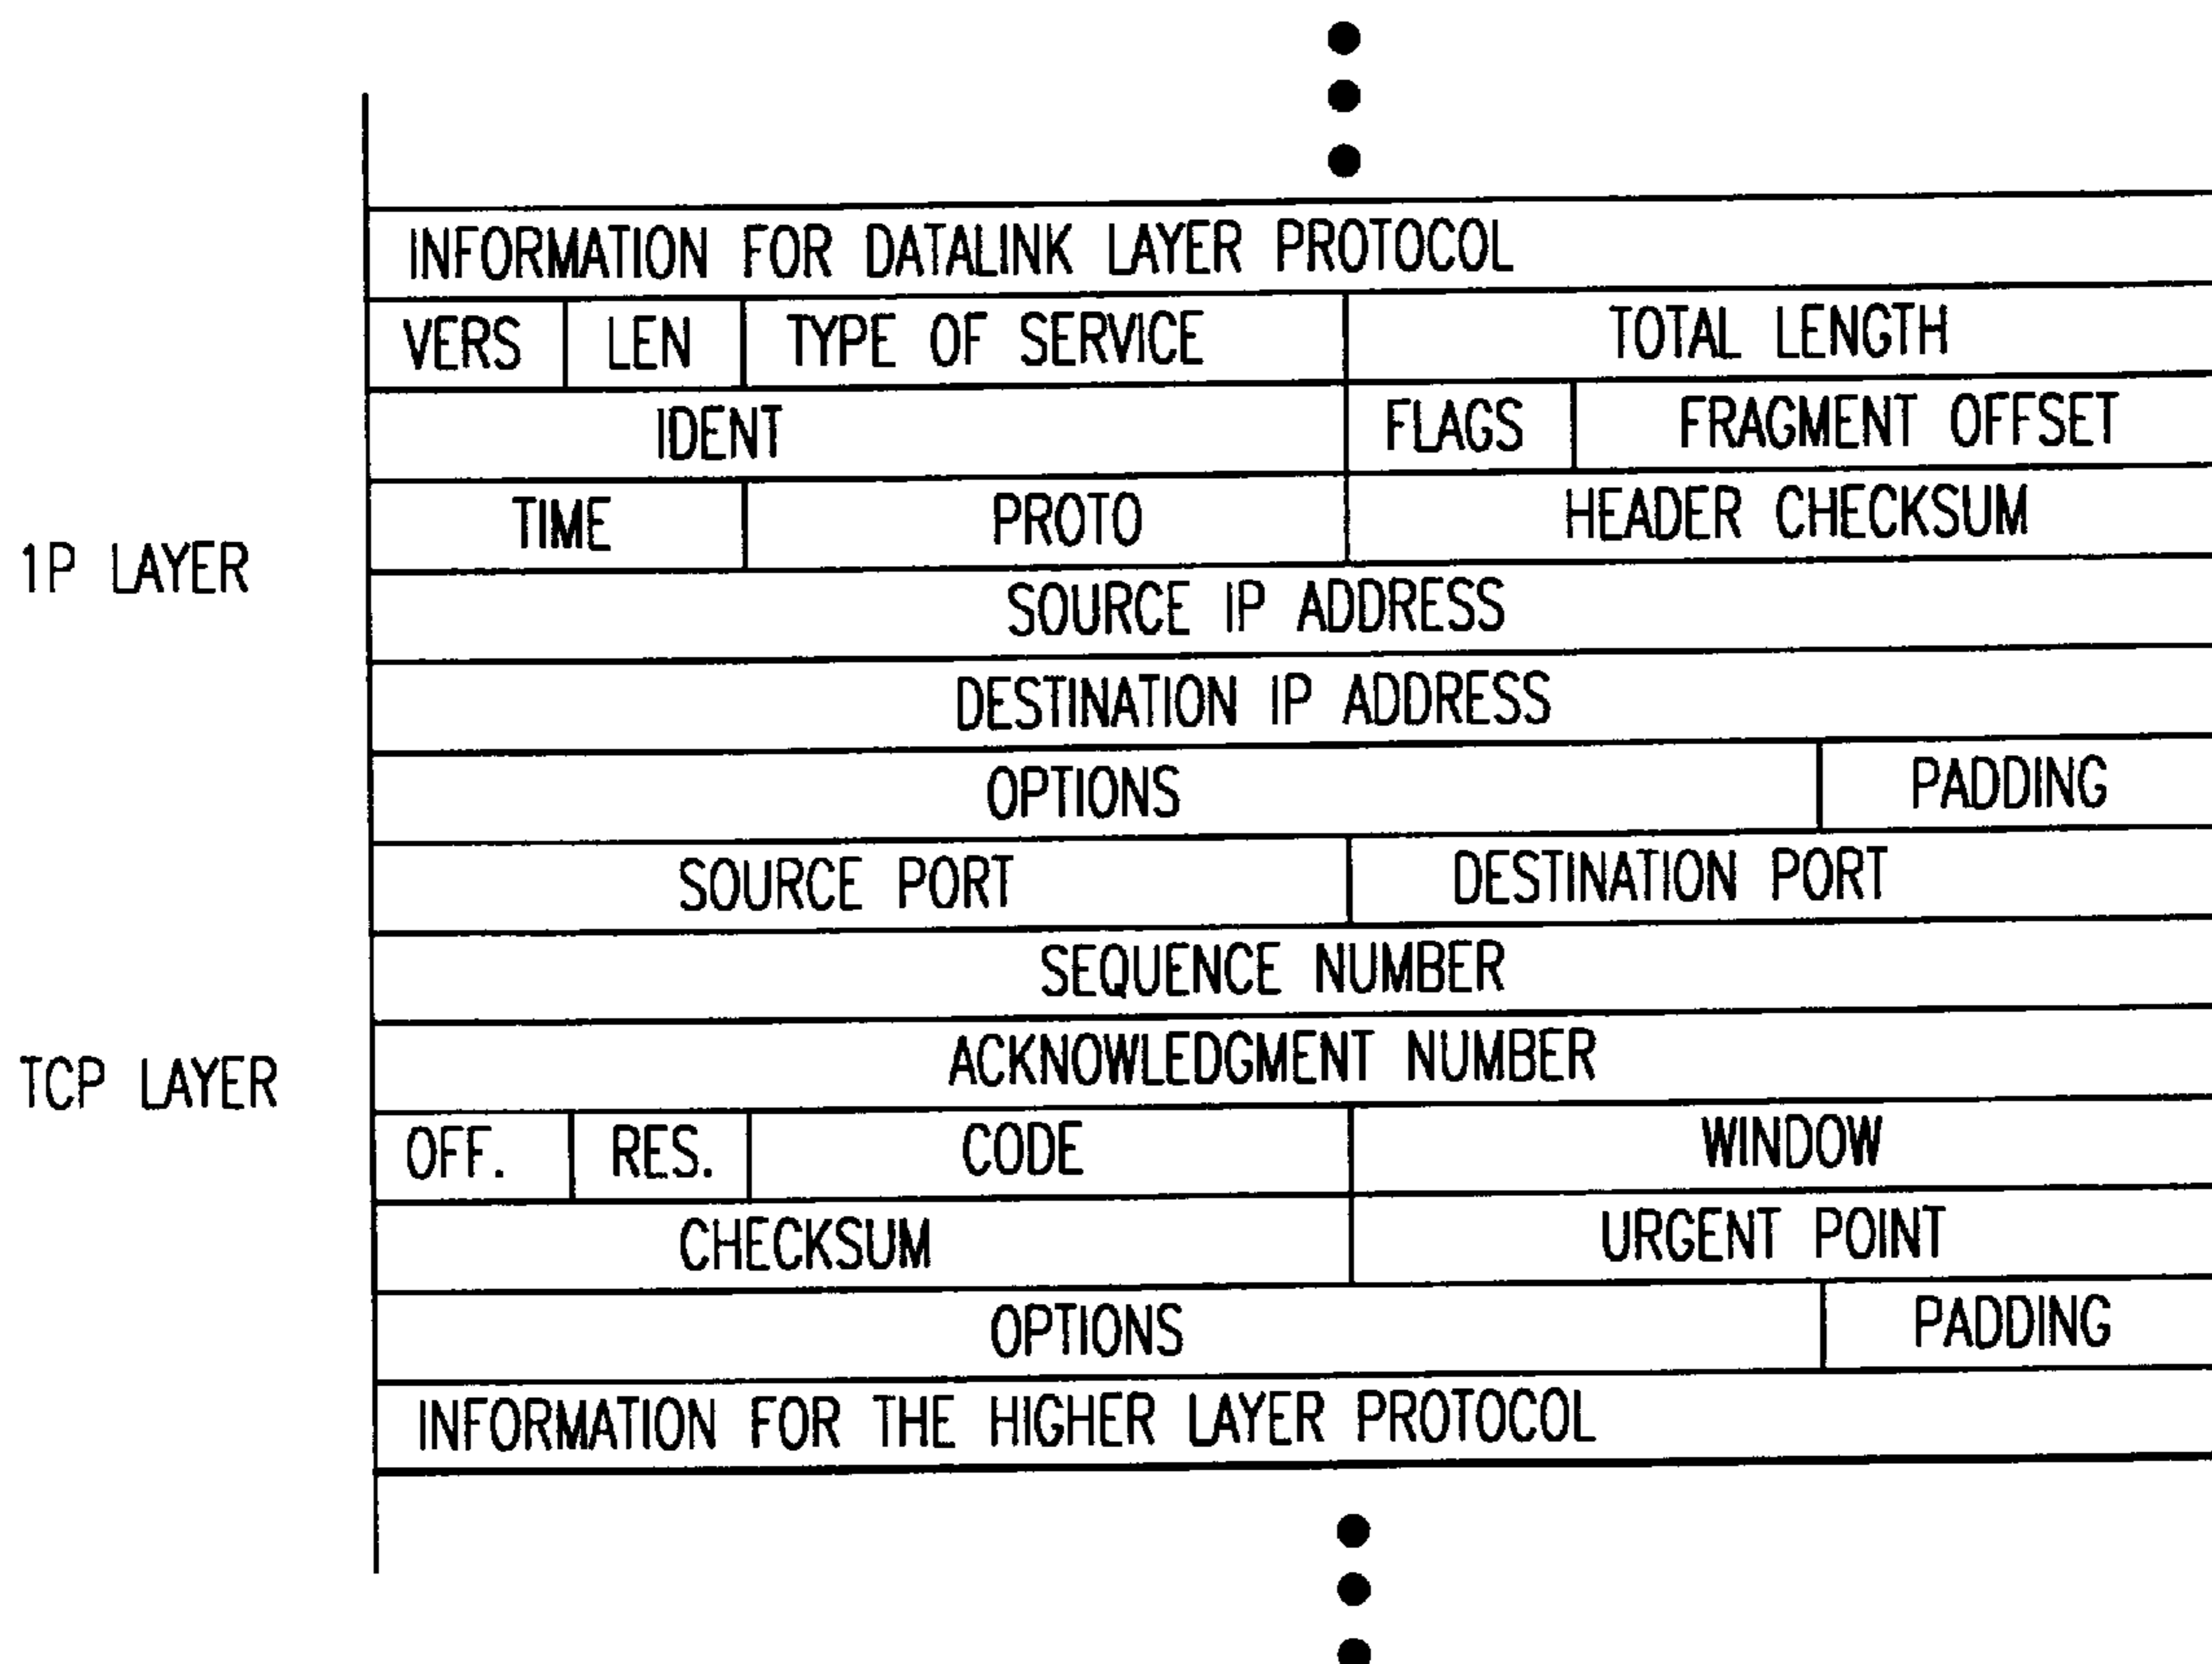 INFORMATION FOR DATALINK LAYER PROTOCOL
VERS LEN TYPE OF SERVICE TOTAL LENGTH
IDENT FLAGS FRAGMENT OFFSET
TIME PROTO HEADER CHECKSUM
1P LAYER
SOURCE IP ADDRESS
DESTINATION IP ADDRESS
OPTIONS PADDING
SOURCE PORT DESTINATION PORT
SEQUENCE NUMBER
ACKNOWLEDGMENT NUMBER
TCP LAYER
OFF. RES. CODE WINDOW
CHECKSUM URGENT POINT
OPTIONS PADDING
INFORMATION FOR THE HIGHER LAYER PROTOCOL